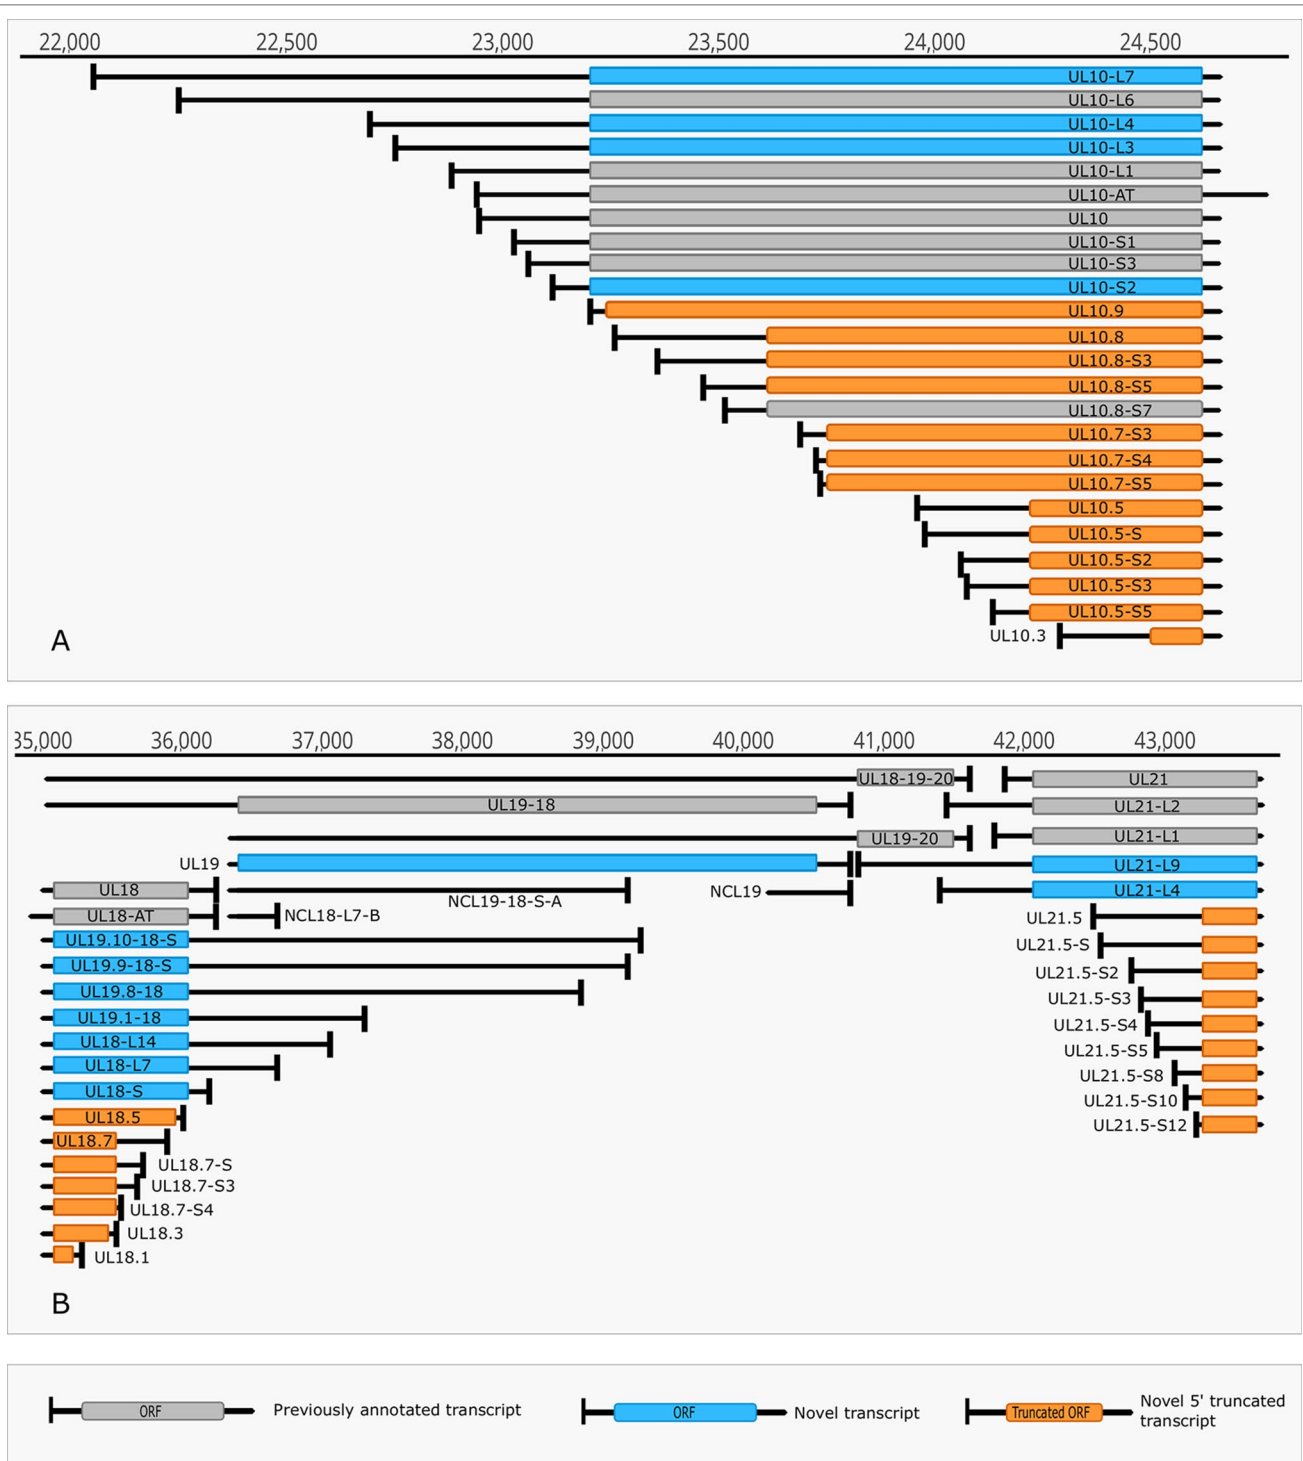 22,000 22,500 23,000 23,500 24,000 24,500
UL10-L7
UL10-L6
UL10-L4
UL10-L3
UL10-L1
UL10-AT
UL10
UL10-S1
UL10-S3
UL10-S2
UL10.9
UL10.8
UL10.8-S3
UL10.8-S5
UL10.8-S7
UL10.7-S3
UL10.7-S4
UL10.7-S5
UL10.5
UL10.5-S
UL10.5-S2
UL10.5-S3
UL10.5-S5
UL10.3
A
35,000 36,000 37,000 38,000 39,000 40,000 41,000 42,000 43,000
UL18-19-20 UL21
UL19-18 UL21-L2
UL19-20 UL21-L1
UL19 UL21-L9
UL18 NCL19-18-S-A NCL19 UL21-L4
UL18-AT NCL18-L7-B UL21.5
UL19.10-18-S UL21.5-S
UL19.9-18-S UL21.5-S2
UL19.8-18 UL21.5-S3
UL19.1-18 UL21.5-S4
UL18-L14 UL21.5-S5
UL18-L7 UL21.5-S8
UL18-S UL21.5-S10
UL18.5 UL21.5-S12
UL18.7
UL18.7-S
UL18.7-S3
UL18.7-S4
UL18.3
UL18.1
B
ORF Previously annotated transcript ORF Novel transcript Truncated ORF Novel 5' truncated
transcript